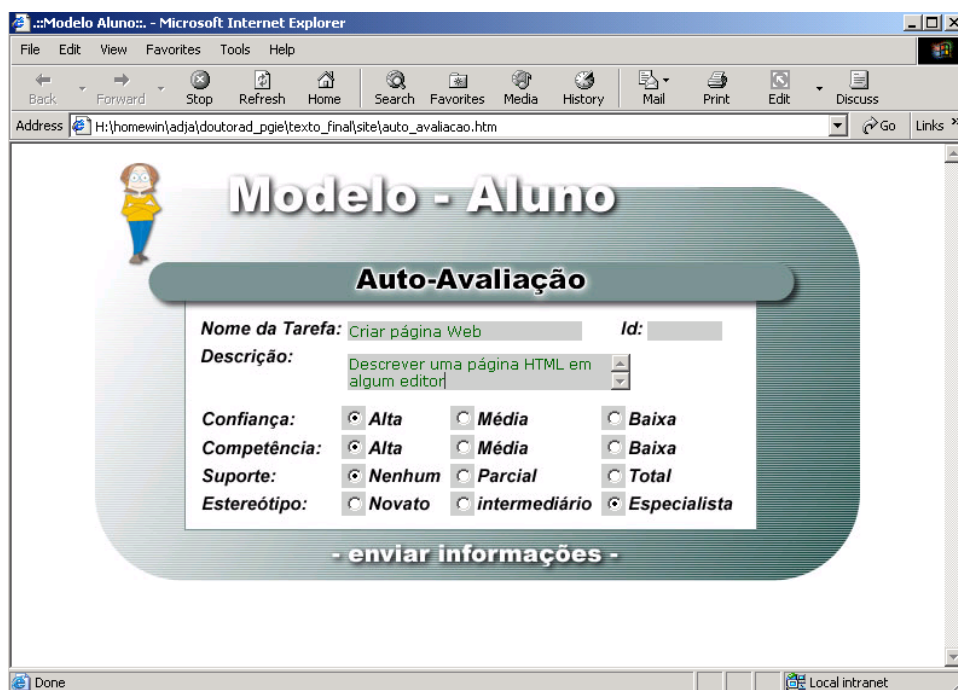 .::Modelo Aluno::. - Microsoft Internet Explorer
File Edit View Favorites Tools Help
Back Forward Stop Refresh Home Search Favorites Media History Mail Print Edit Discuss
Address H:\homewin\adja\doutorad_pgie\texto_final\site\auto_avaliacao.htm Go Links »
Modelo - Aluno
Auto-Avaliação
Nome da Tarefa: Criar página Web Id:
Descrição: Descrever uma página HTML em
algum editor
Confiança: Alta Média Baixa
Competência: Alta Média Baixa
Suporte: Nenhum Parcial Total
Estereótipo: Novato intermediário Especialista
- enviar informações -
Done Local intranet